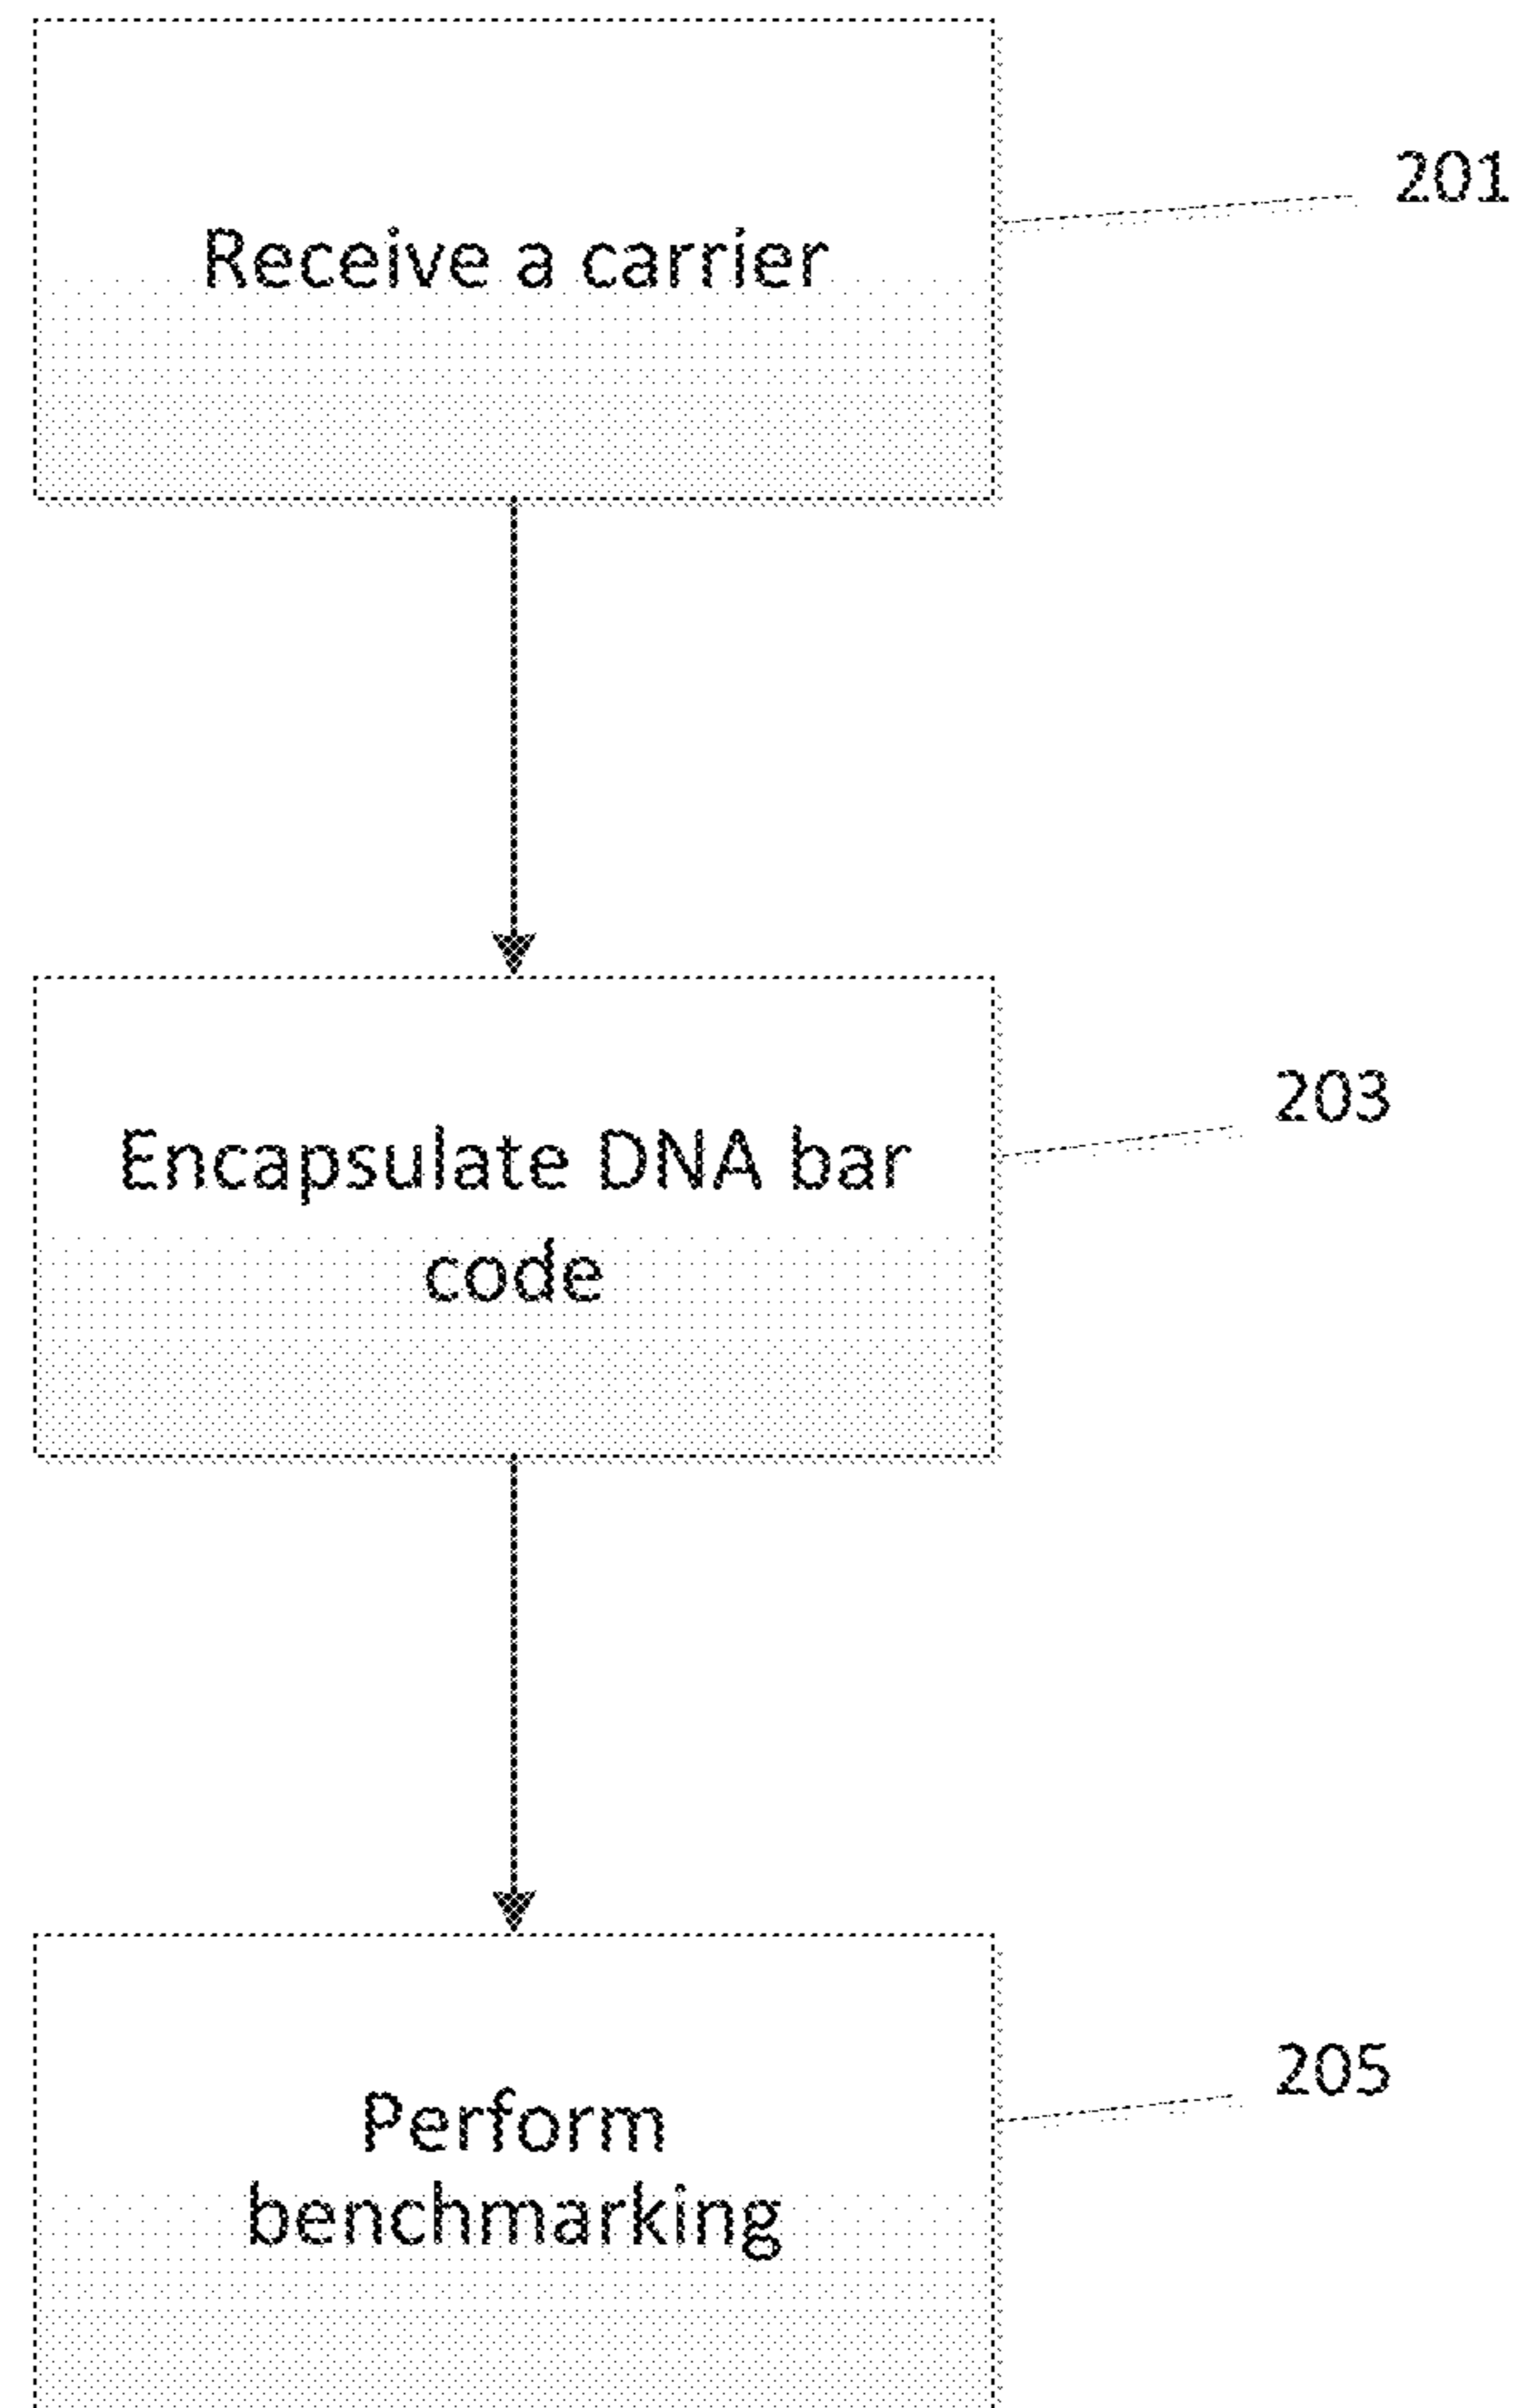 Receive a carrier
201
Encapsulate DNA bar
code
203
Perform
benchmarking
205